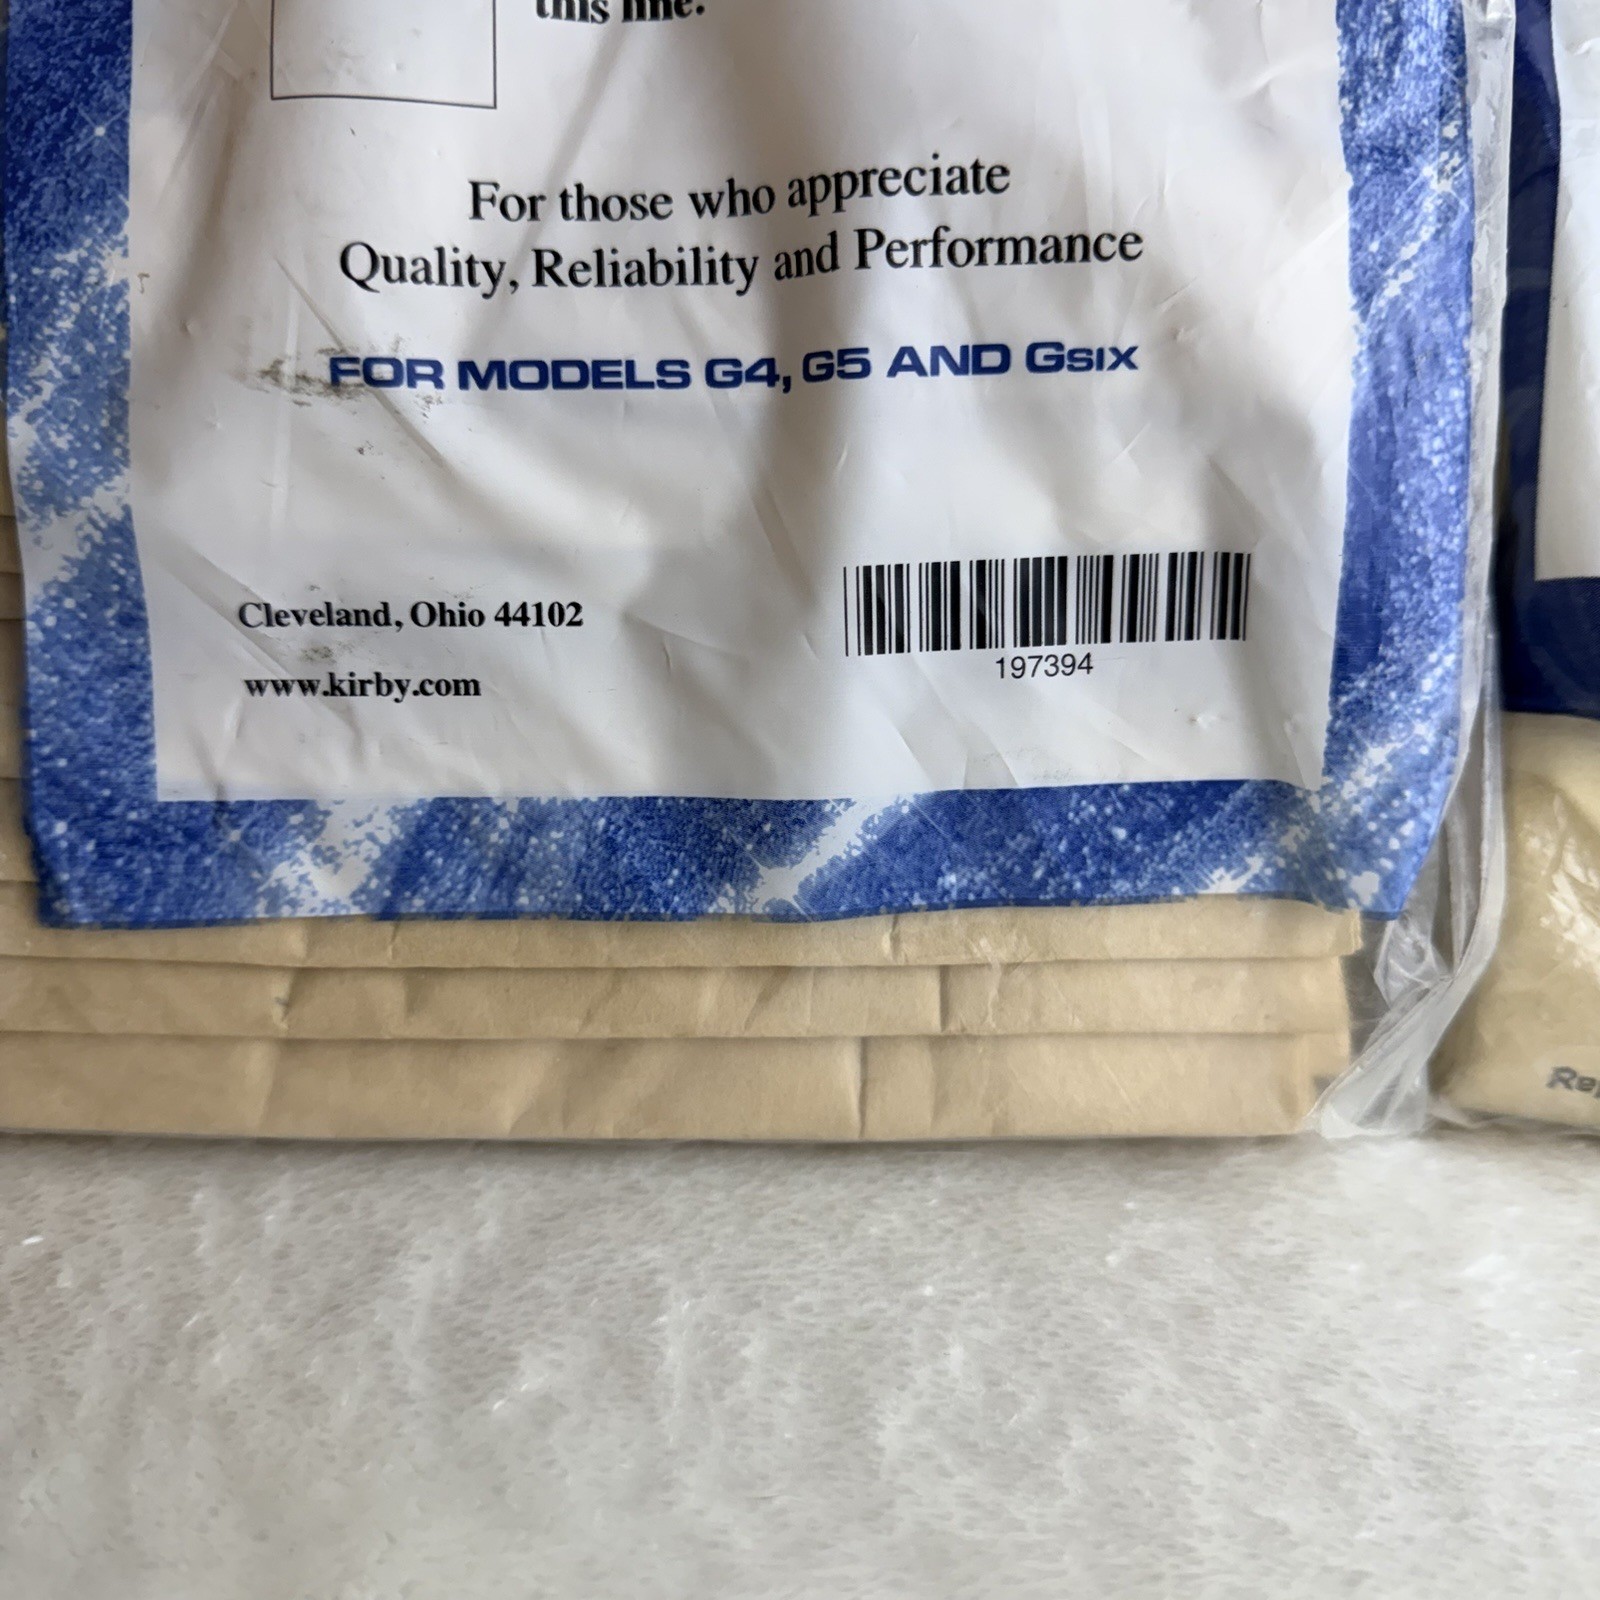 this line.
For those who appreciate
Quality, Reliability and Performance
FOR MODELS G4, G5 AND GSIX
Cleveland, Ohio 44102
www.kirby.com
197394